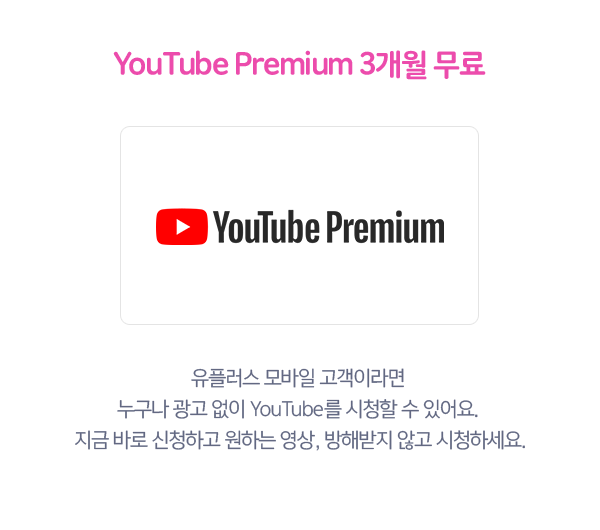 YouTube Premium 3개월 무료
YouTube Premium
유플러스 모바일 고객이라면
누구나 광고 없이 YouTube를 시청할 수 있어요.
지금 바로 신청하고 원하는 영상, 방해받지 않고 시청하세요.